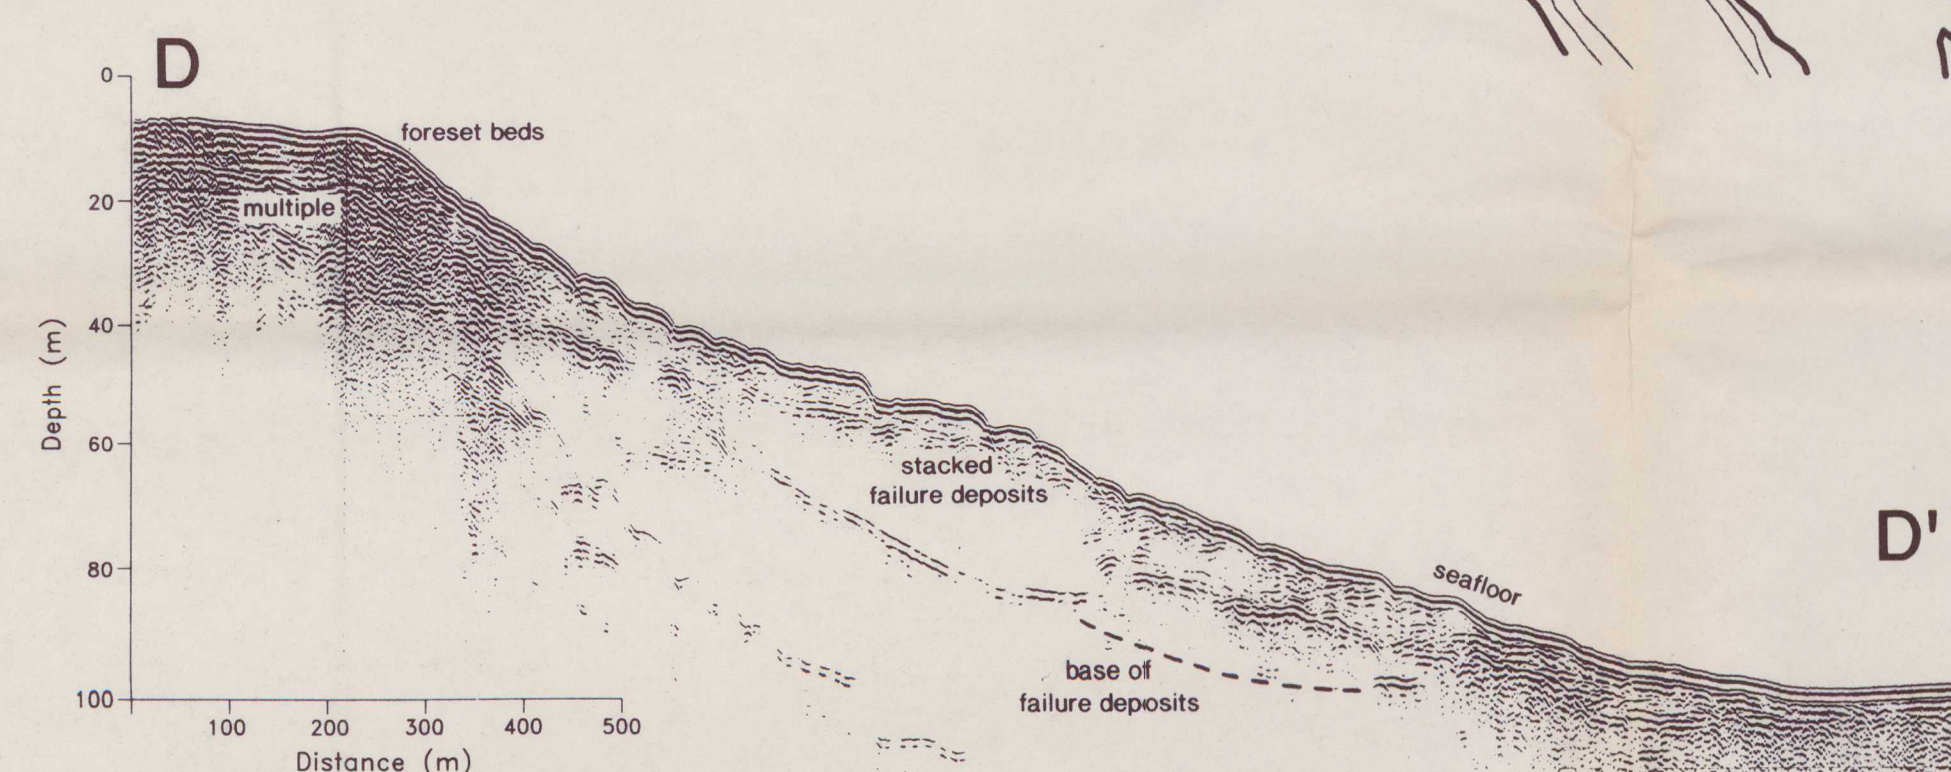 D
0
foreset beds
20
multiple
40
Depth (m)
60
stacked
failure deposits
D'
80
seafloor
base of
failure deposits
100
100 200 300 400 500
Distance (m)